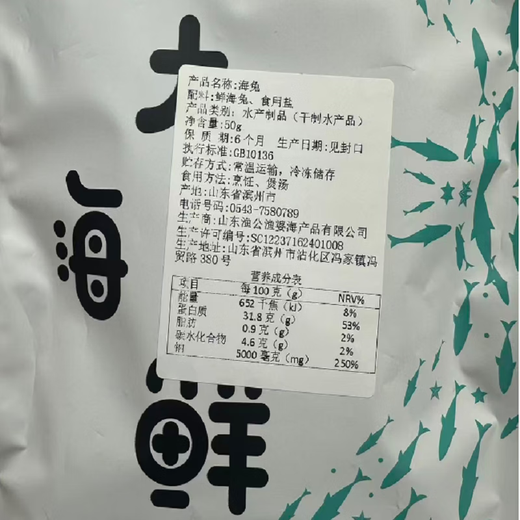 大
海
鲜
产品名称:海兔
配料:鲜海兔、食用盐
产品类别: 水产制品（干制水产品）
净含量:50g
保 质 期:6个月 生产日期:见封口
执行标准:GB10136
贮存方式:常温运输，冷冻储存
食用方法:烹饪、煲汤
产地:山东省滨州市
电话号码:0543-7580789
生产商:山东渔公渔婆海产品有限公司
生产许可编号:SC12237162401008
生产地址:山东省滨州市沾化区冯家镇冯
贸路380号
营养成分表
项目 每100克（g） NRV%
能量 652千焦（kJ） 8%
蛋白质 31.8克（g） 53%
脂肪 0.9克（g） 2%
碳水化合物 4.6克（g） 2%
钠 5000毫克（mg） 250%